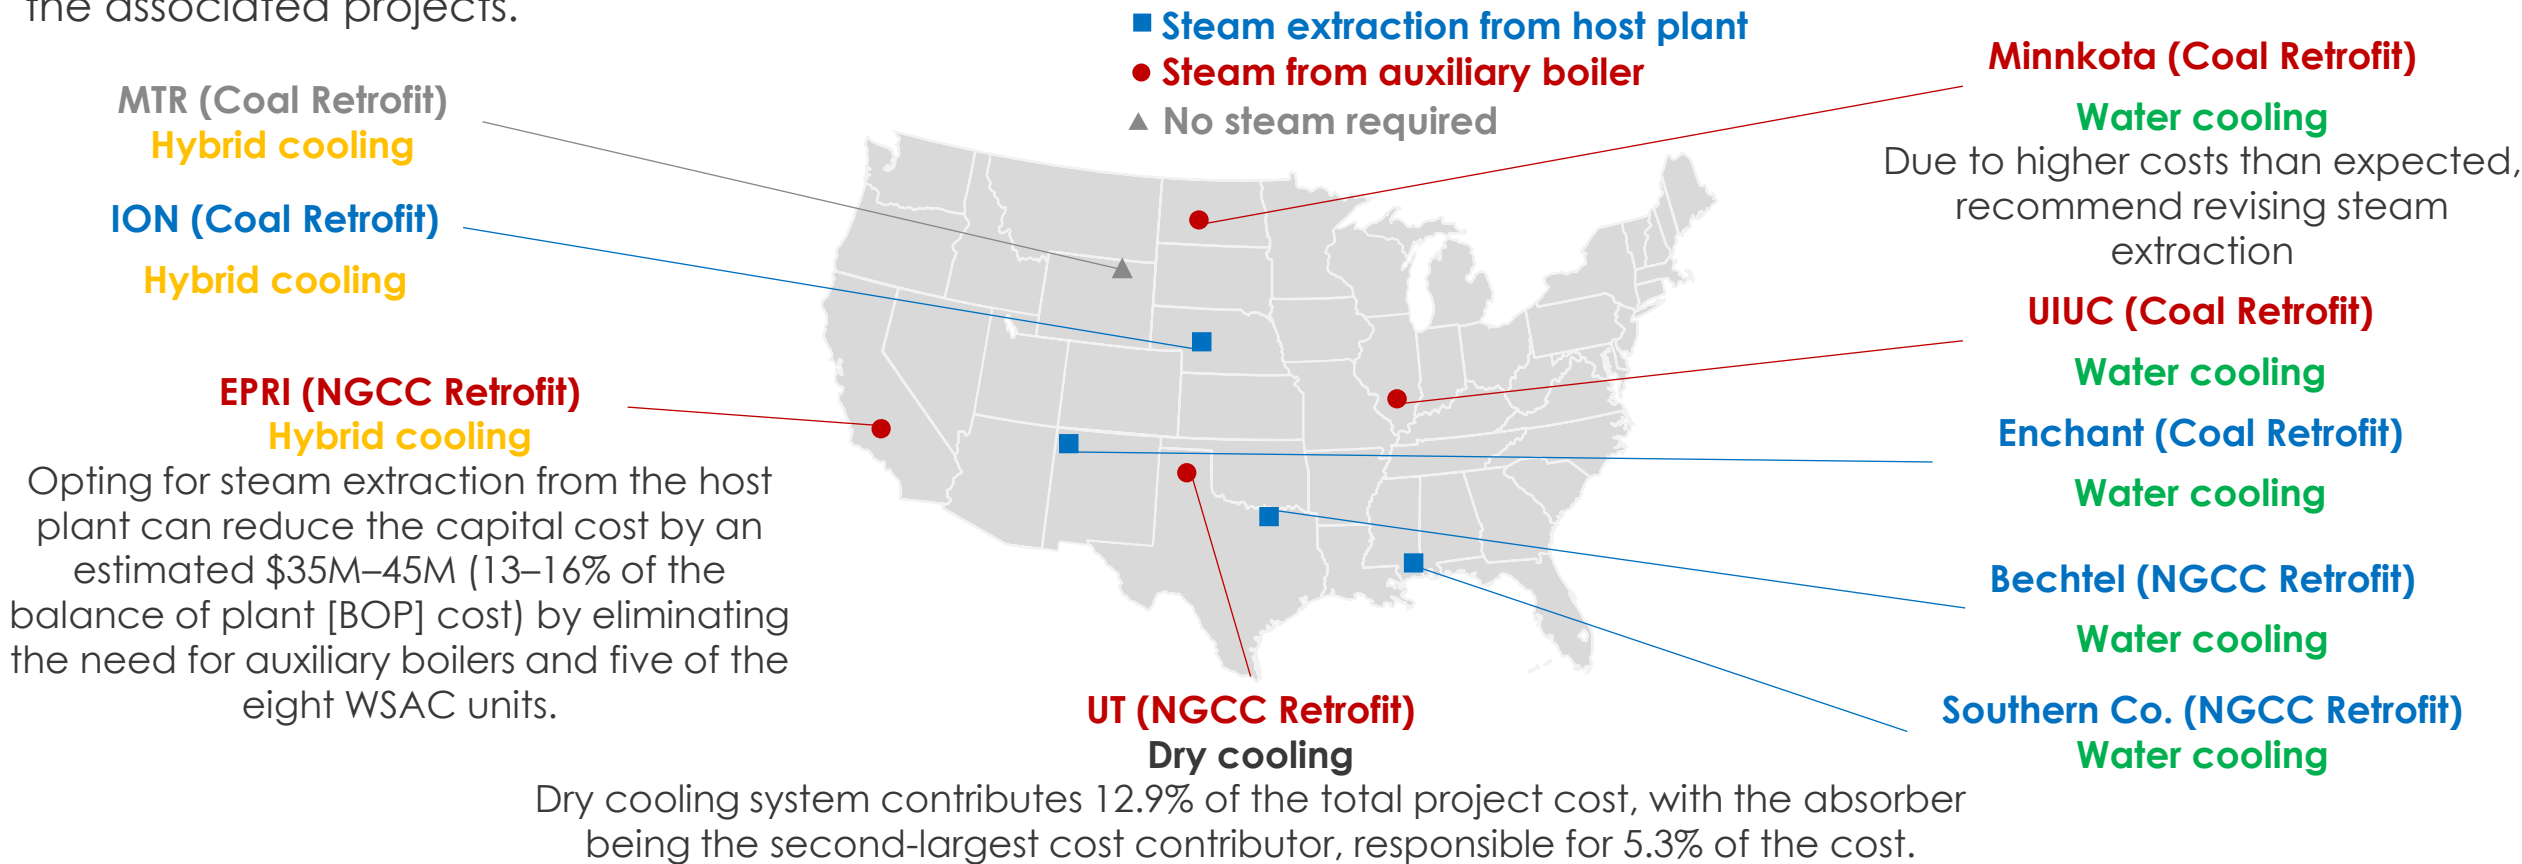 the associated projects.
Steam extraction from host plant
Steam from auxiliary boiler
No steam required
MTR (Coal Retrofit)
Hybrid cooling
ION (Coal Retrofit)
Hybrid cooling
EPRI (NGCC Retrofit)
Hybrid cooling
Opting for steam extraction from the host
plant can reduce the capital cost by an
estimated $35M–45M (13–16% of the
balance of plant [BOP] cost) by eliminating
the need for auxiliary boilers and five of the
eight WSAC units.
UT (NGCC Retrofit)
Dry cooling
Dry cooling system contributes 12.9% of the total project cost, with the absorber
being the second-largest cost contributor, responsible for 5.3% of the cost.
Minnkota (Coal Retrofit)
Water cooling
Due to higher costs than expected,
recommend revising steam
extraction
UIUC (Coal Retrofit)
Water cooling
Enchant (Coal Retrofit)
Water cooling
Bechtel (NGCC Retrofit)
Water cooling
Southern Co. (NGCC Retrofit)
Water cooling